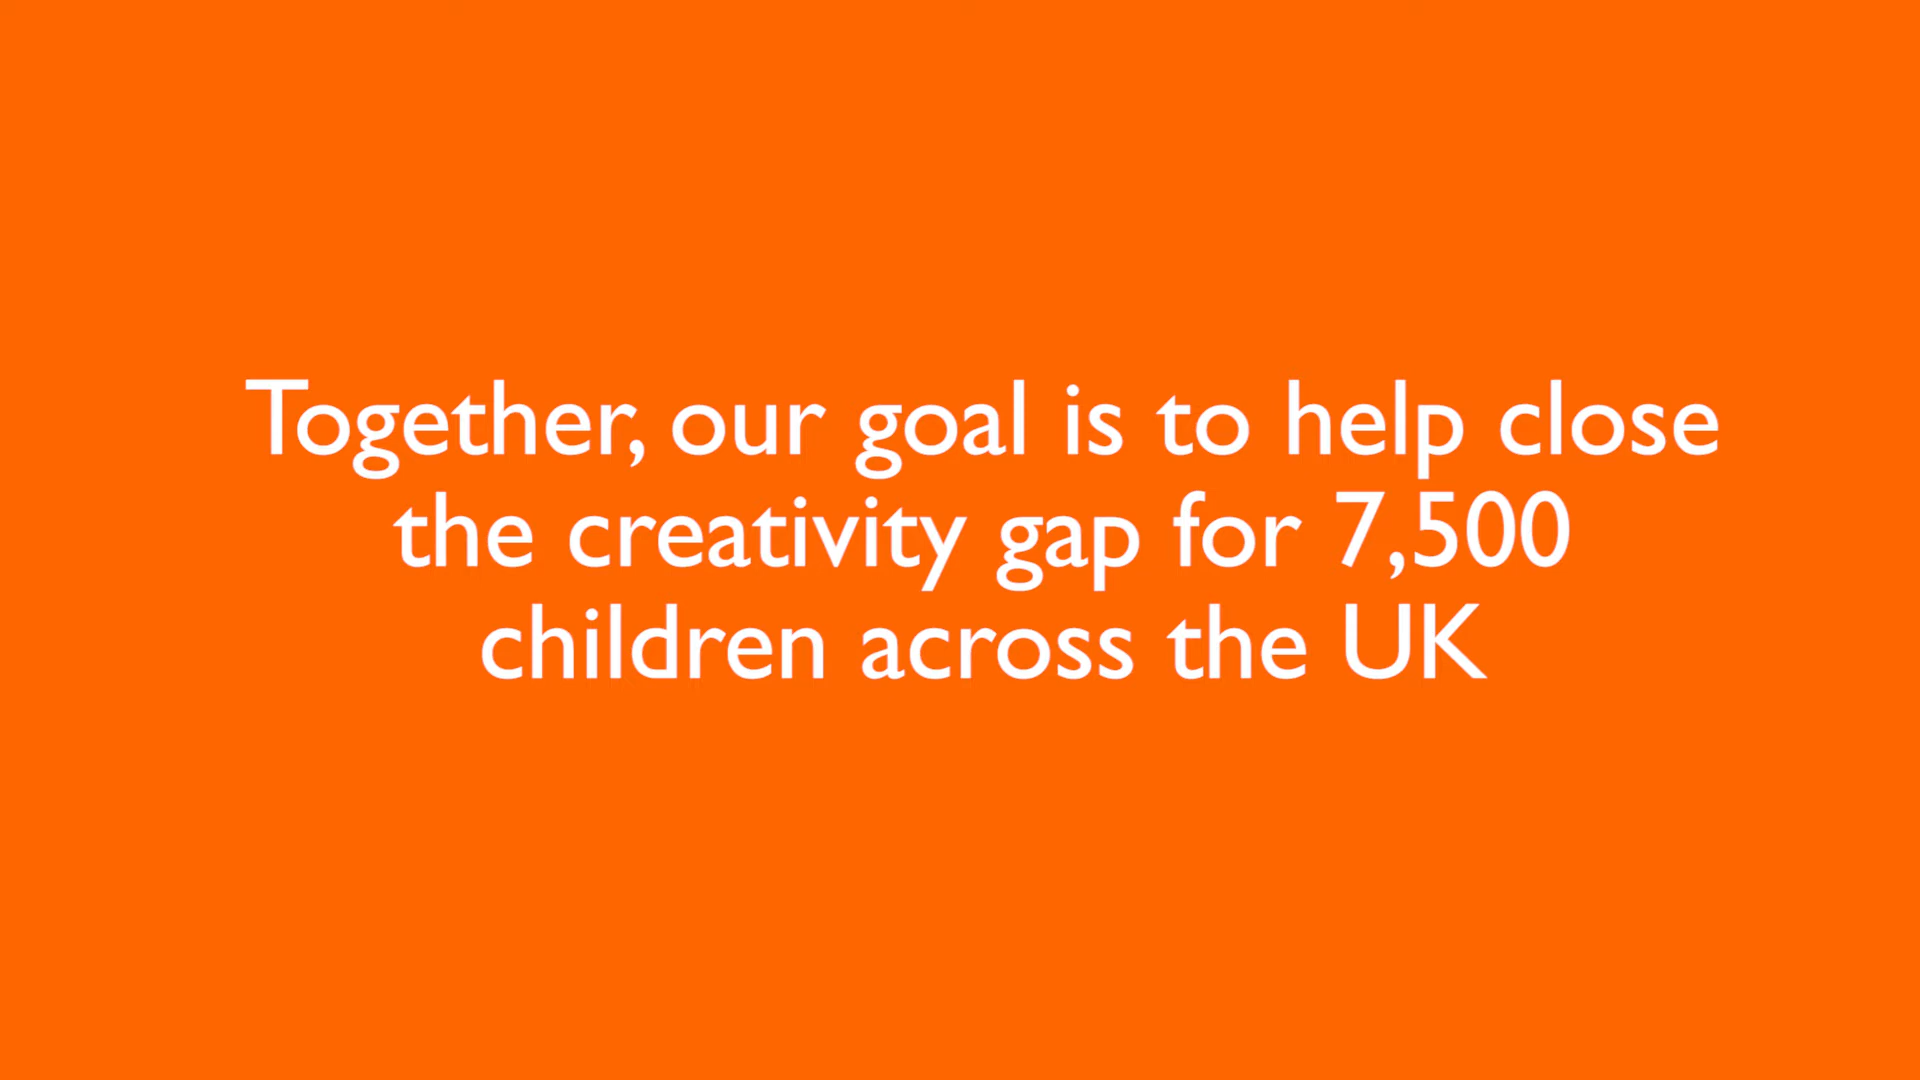 Together, our goal is to help close
the creativity gap for 7,500
children across the UK